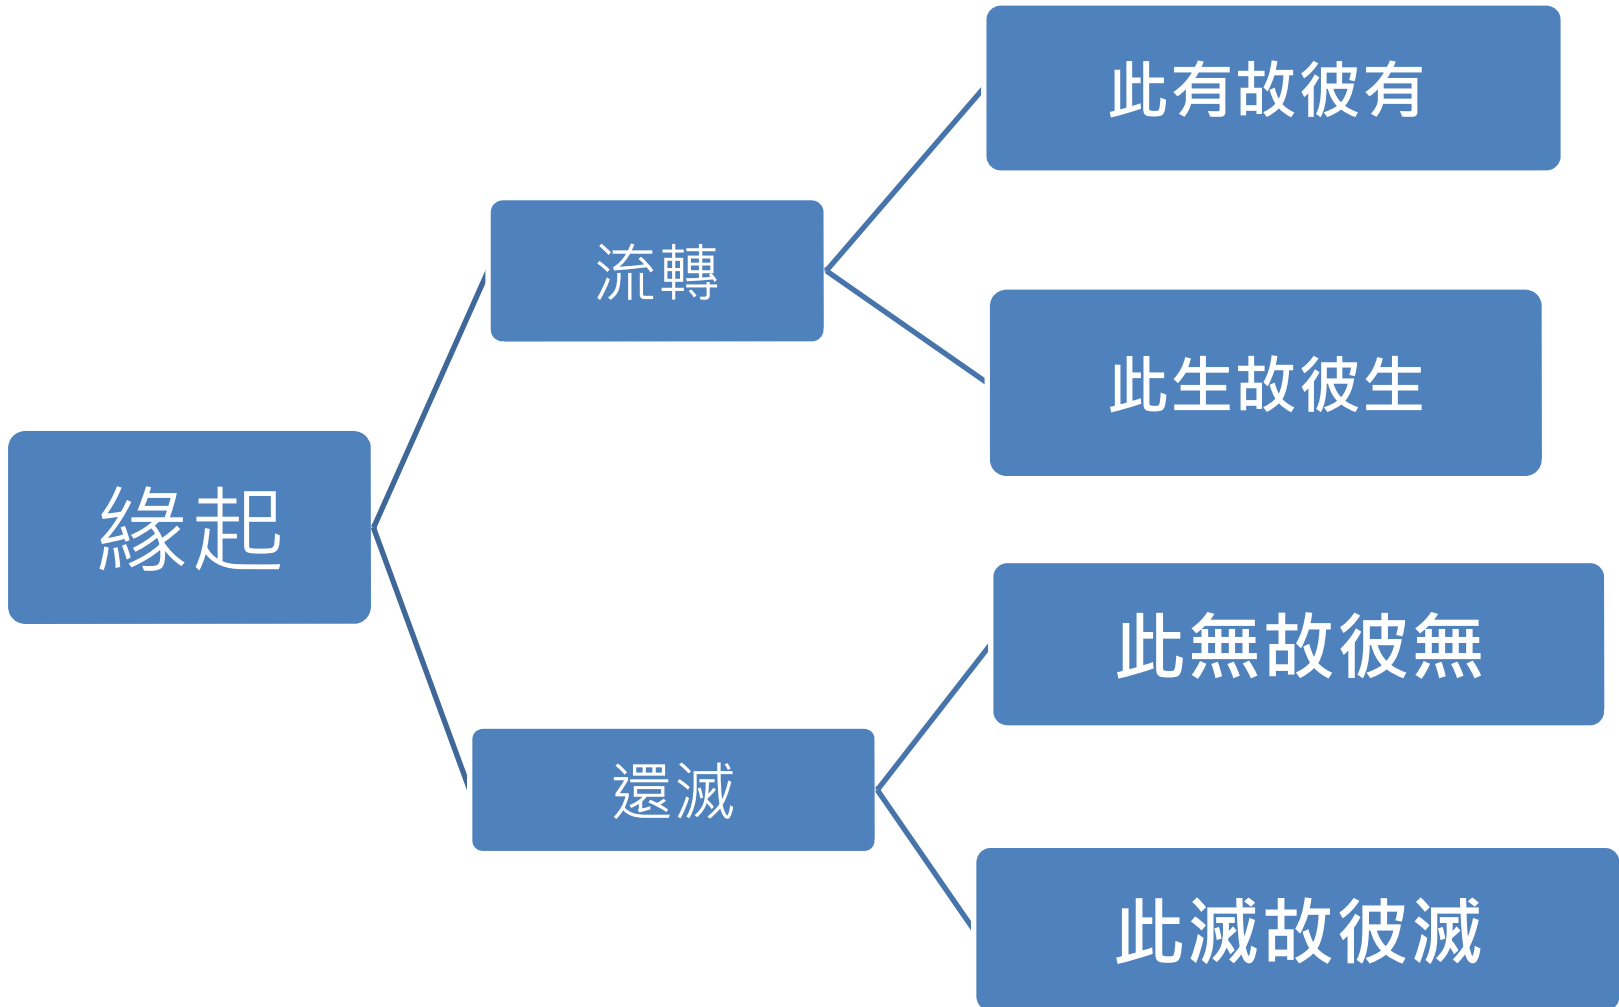 緣起
流轉
此有故彼有
此生故彼生
還滅
此無故彼無
此滅故彼滅